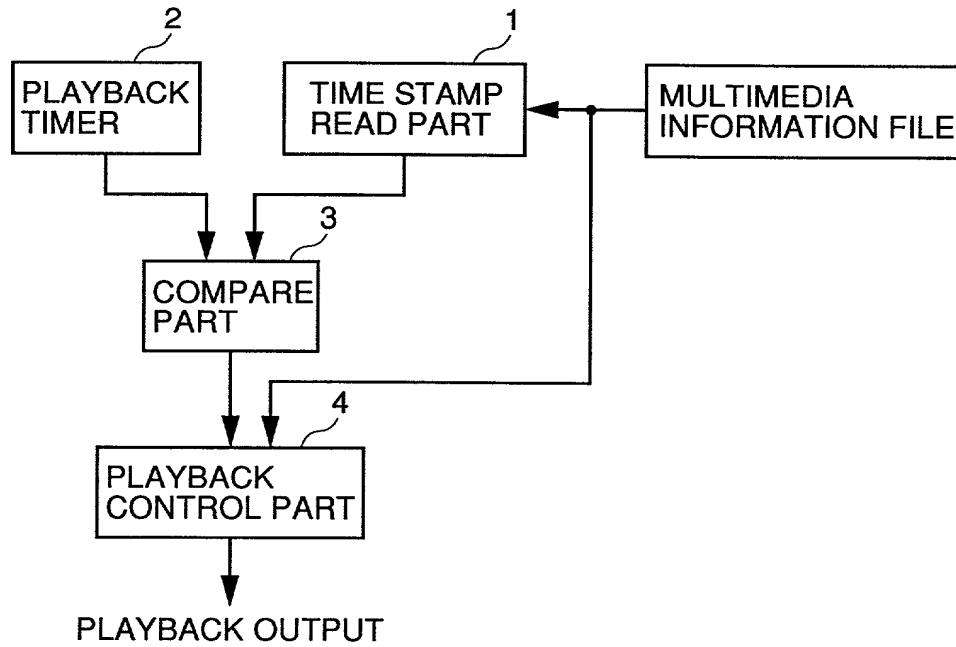 2
PLAYBACK
TIMER
1
TIME STAMP
READ PART
MULTIMEDIA
INFORMATION FILE
3
COMPARE
PART
4
PLAYBACK
CONTROL PART
PLAYBACK OUTPUT